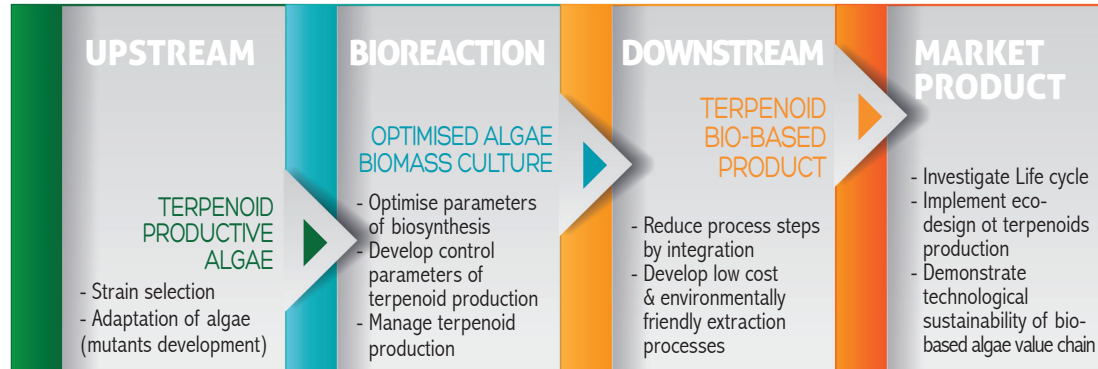 UPSTREAM
TERPENOID
PRODUCTIVE
ALGAE
- Strain selection
- Adaptation of algae
(mutants development)
BIOREACTION
OPTIMISED ALGAE
BIOMASS CULTURE
- Optimise parameters
of biosynthesis
- Develop control
parameters of
terpenoid production
- Manage terpenoid
production
DOWNSTREAM
TERPENOID
BIO-BASED
PRODUCT
- Reduce process steps
by integration
- Develop low cost
& environmentally
friendly extraction
processes
MARKET
PRODUCT
- Investigate Life cycle
- Implement eco-
design ot terpenoids
production
- Demonstrate
technological
sustainability of bio-
based algae value chain